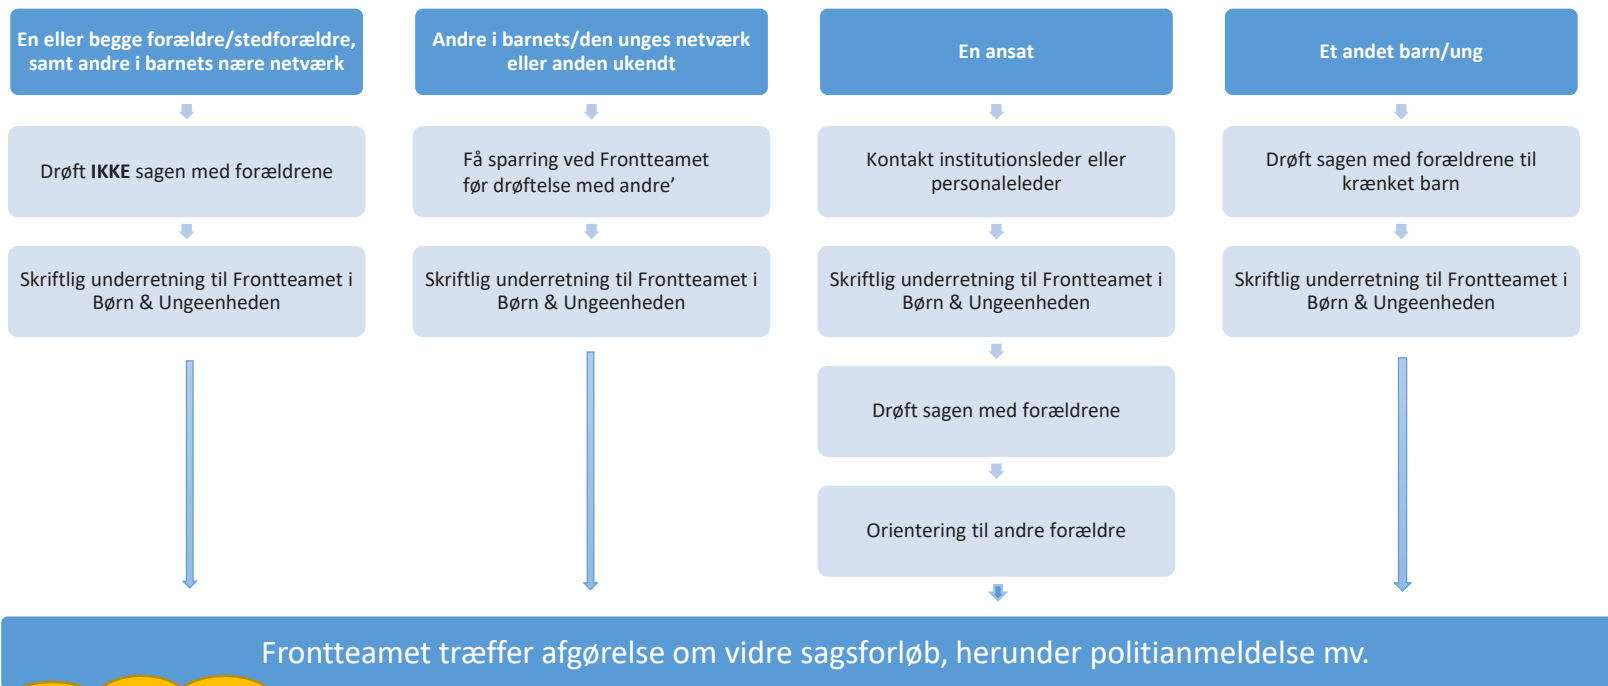 En eller begge forældre/stedforældre,
samt andre i barnets nære netværk
Drøft IKKE sagen med forældrene
Skriftlig underretning til Frontteamet i
Børn & Ungeenheden
Andre i barnets/den unges netværk
eller anden ukendt
Få sparring ved Frontteamet
før drøftelse med andre’
Skriftlig underretning til Frontteamet i
Børn & Ungeenheden
En ansat
Kontakt institutionsleder eller
personaleleder
Skriftlig underretning til Frontteamet i
Børn & Ungeenheden
Drøft sagen med forældrene
Orientering til andre forældre
Et andet barn/ung
Drøft sagen med forældrene til
krænket barn
Skriftlig underretning til Frontteamet i
Børn & Ungeenheden
Frontteamet træffer afgørelse om vidre sagsforløb, herunder politianmeldelse mv.